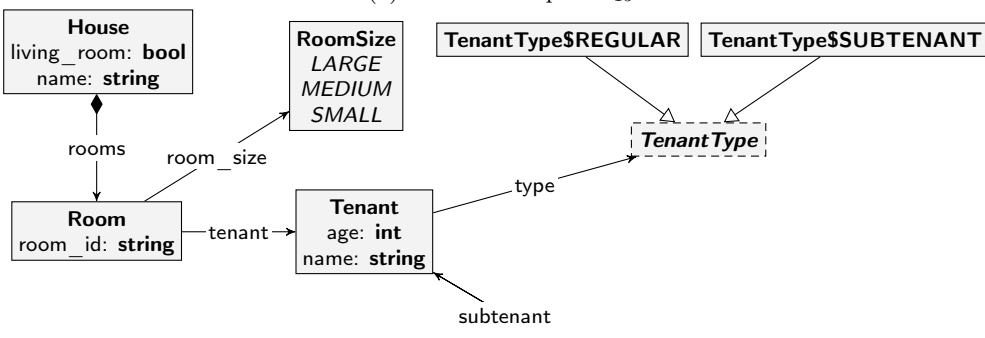 House
living_room: bool
name: string
RoomSize
LARGE
MEDIUM
SMALL
TenantType$REGULAR
TenantType$SUBTENANT
TenantType
rooms
room_size
type
Room
room_id: string
tenant
Tenant
age: int
name: string
subtenant